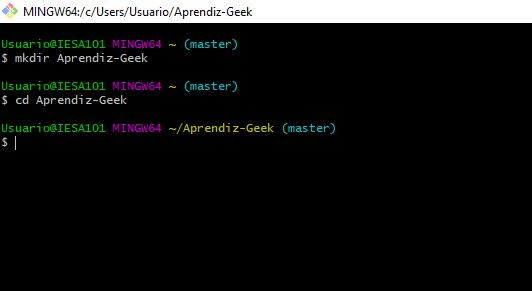 MINGW64:/c/Users/Usuario/Aprendiz-Geek
Usuario@IESA101 MINGW64 ~ (master)
$ mkdir Aprendiz-Geek
Usuario@IESA101 MINGW64 ~ (master)
$ cd Aprendiz-Geek
Usuario@IESA101 MINGW64 ~/Aprendiz-Geek (master)
$